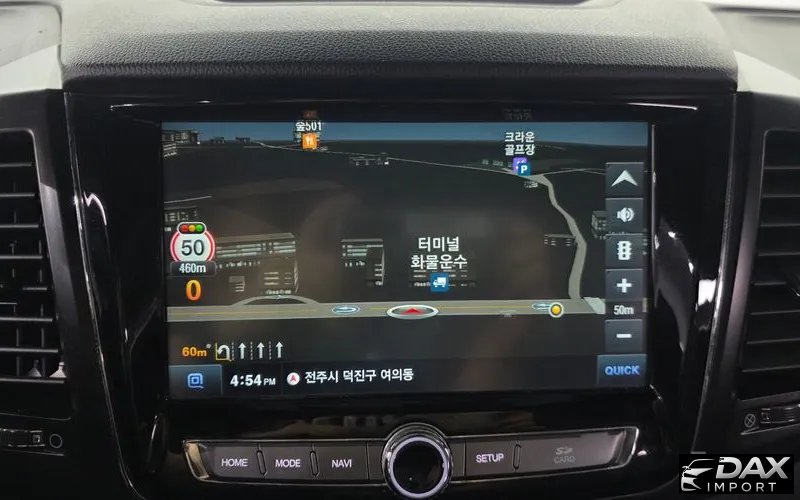 숲501
크라운
골프장
P
50
460m
0
터미널
화물운수
50m
60m
4:54 PM
전주시 덕진구 여의동
QUICK
HOME
MODE
NAVI
SETUP
SD
CARD
DAX
IMPORT